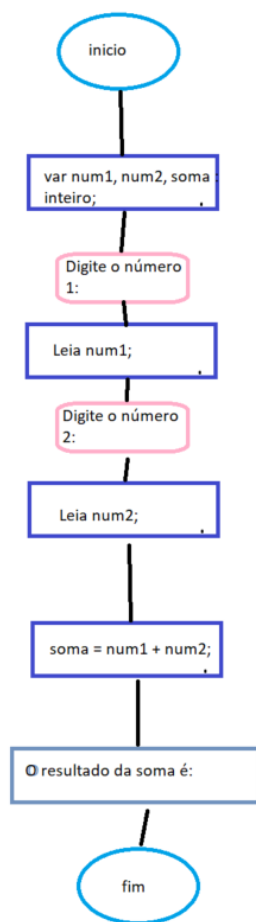 inicio
var num1, num2, soma :
inteiro;
Digite o número
1:
Leia num1;
Digite o número
2:
Leia num2;
soma = num1 + num2;
O resultado da soma é:
fim